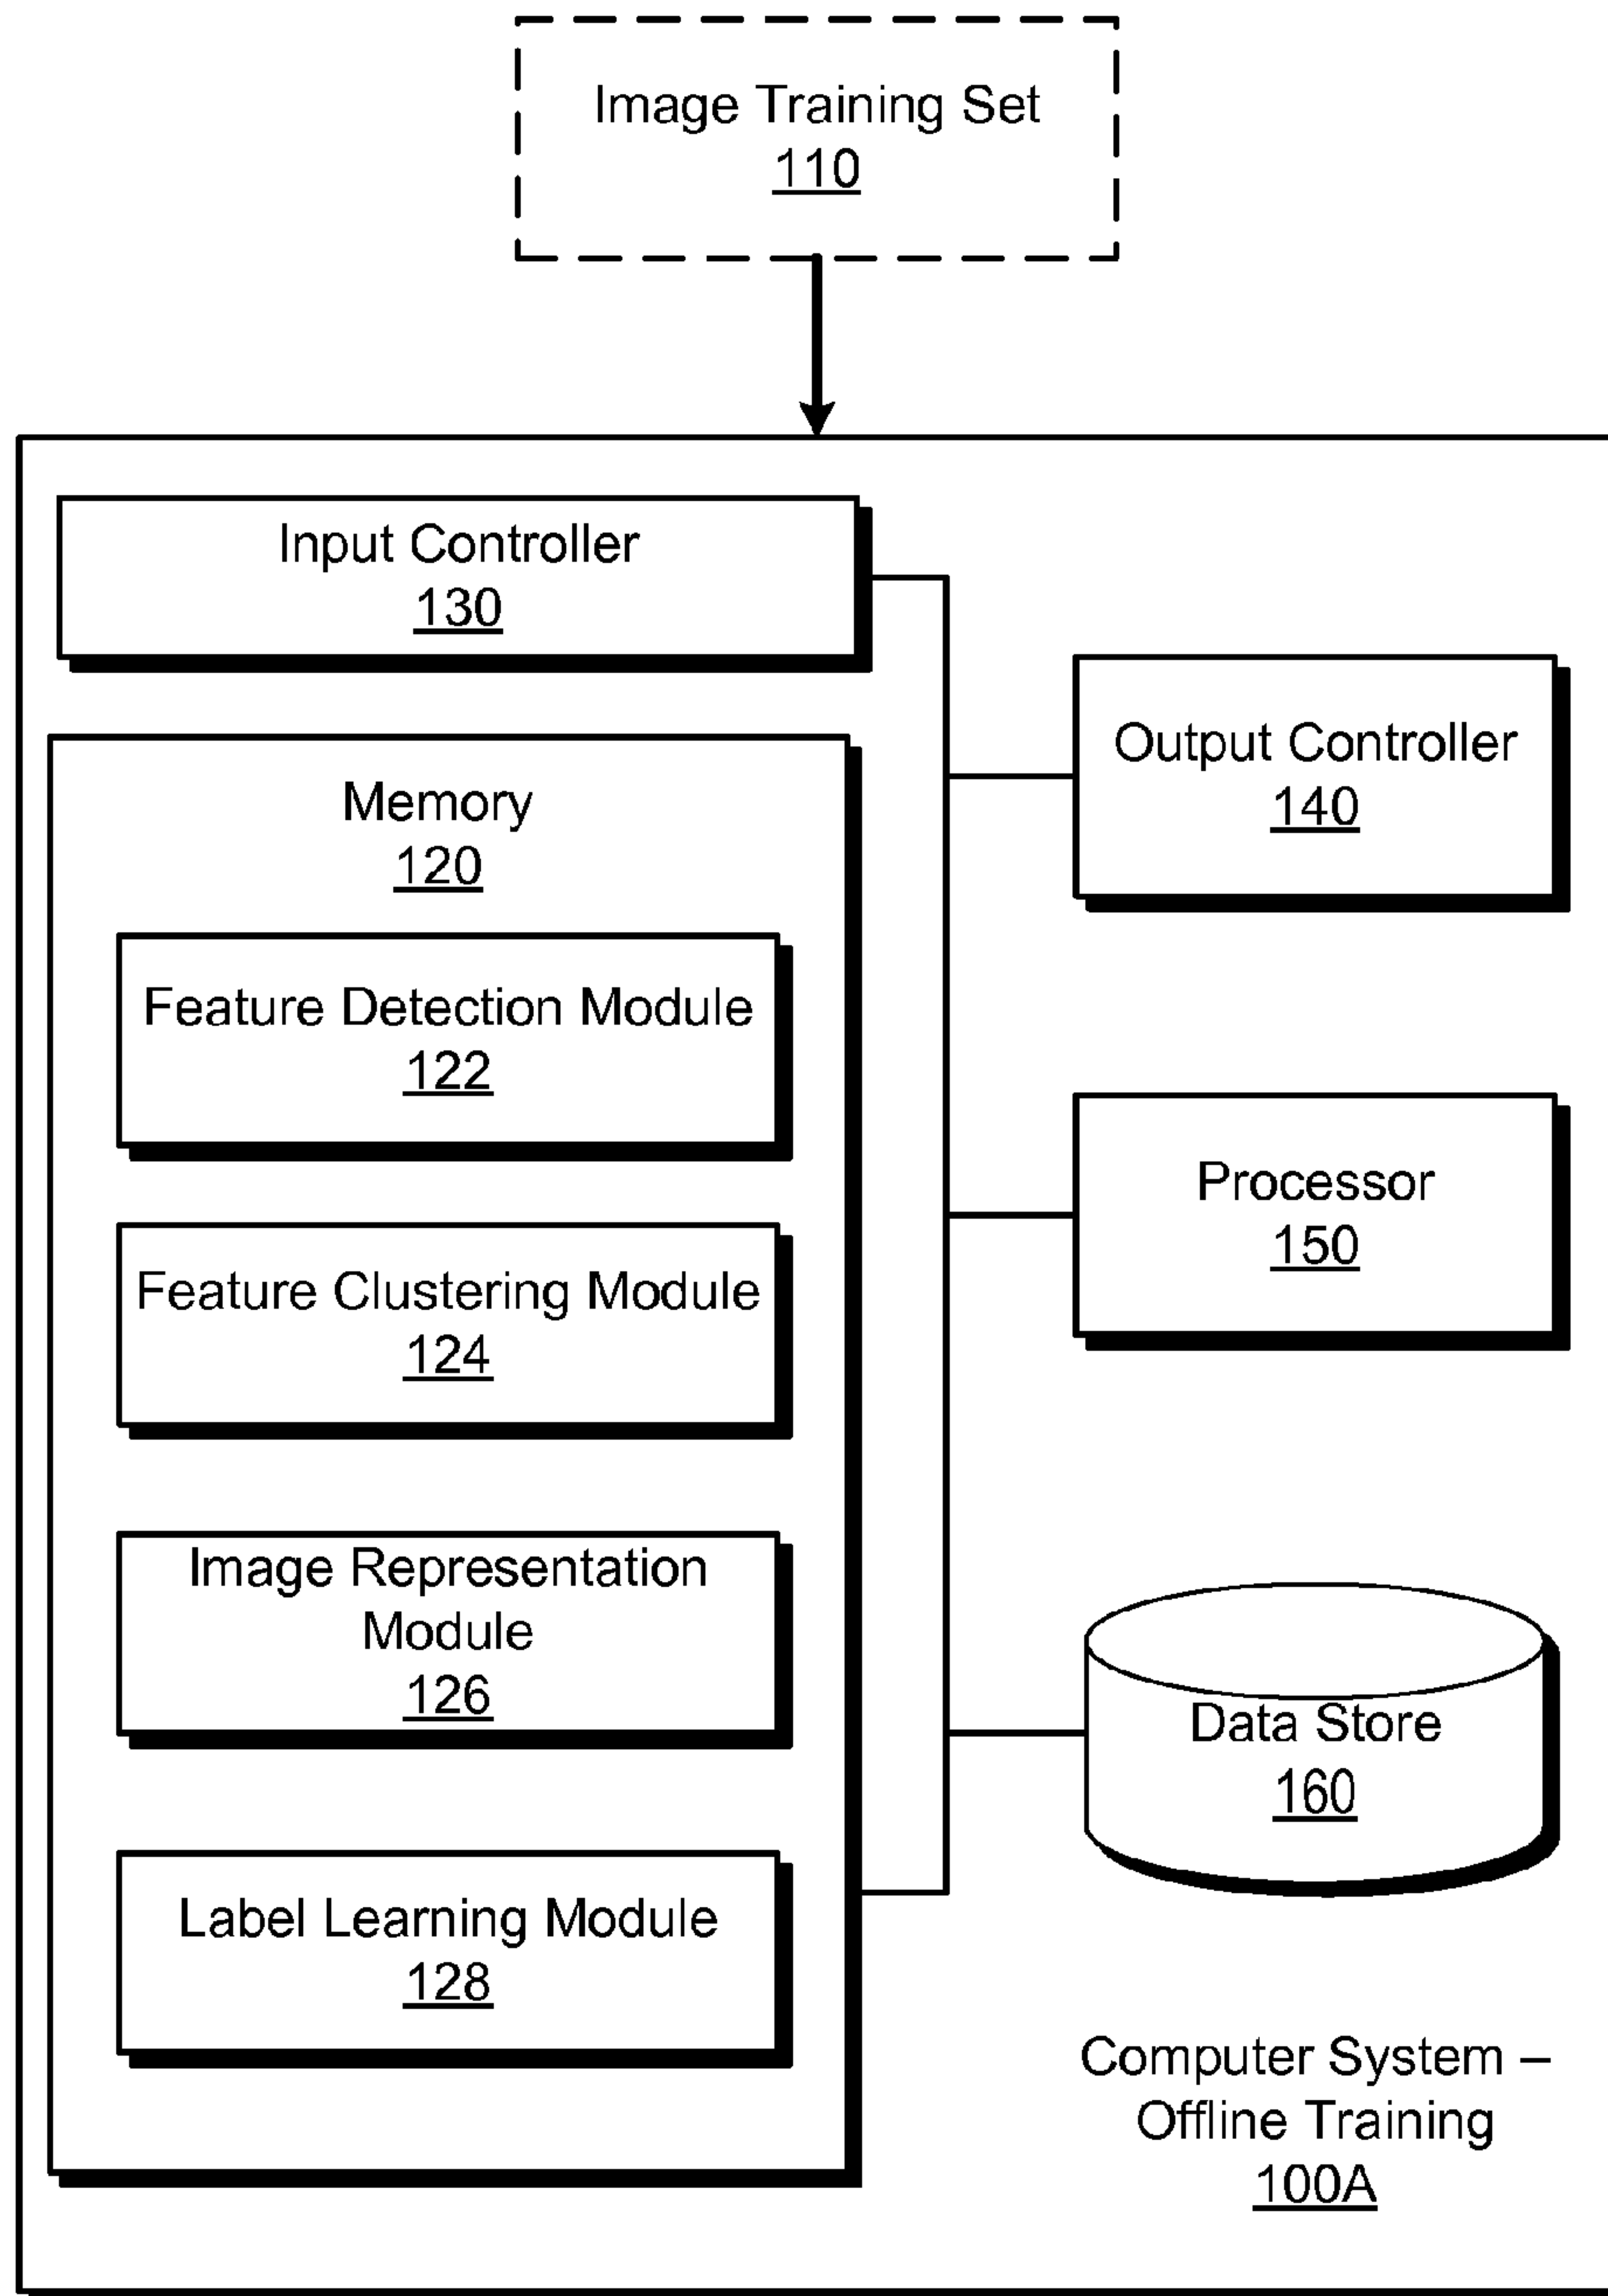 Image Training Set
110
Input Controller
130
Output Controller
140
Memory
120
Feature Detection Module
122
Processor
150
Feature Clustering Module
124
Image Representation
Module
126
Data Store
160
Label Learning Module
128
Computer System –
Offline Training
100A